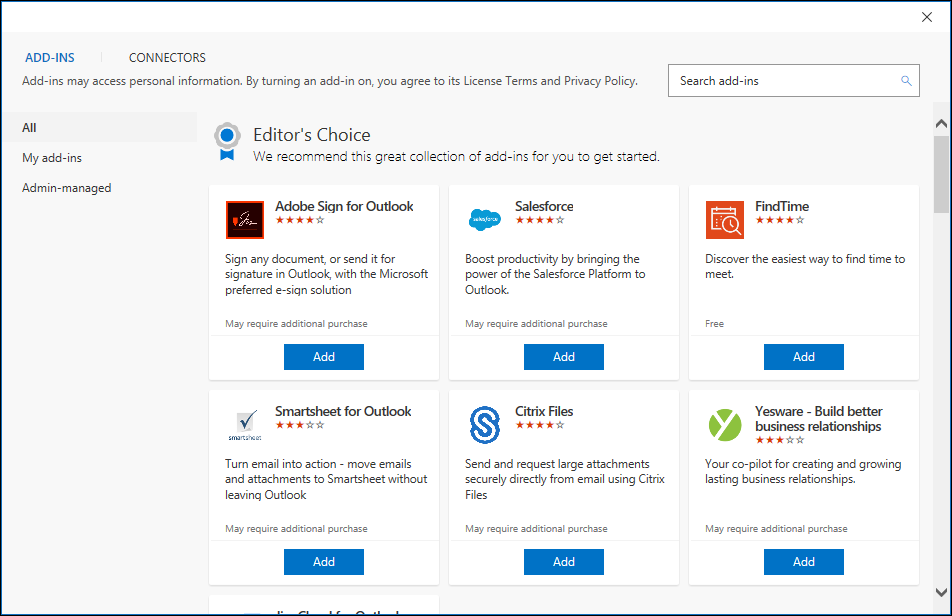 ADD-INS
CONNECTORS
Add-ins may access personal information. By turning an add-in on, you agree to its License Terms and Privacy Policy.
Search add-ins
All
My add-ins
Admin-managed
Editor's Choice
We recommend this great collection of add-ins for you to get started.
Adobe Sign for Outlook
Sign any document, or send it for
signature in Outlook, with the Microsoft
preferred e-sign solution
May require additional purchase
Add
salesforce
Salesforce
Boost productivity by bringing the
power of the Salesforce Platform to
Outlook.
May require additional purchase
Add
FindTime
Discover the easiest way to find time to
meet.
Free
Add
smartsheet
Smartsheet for Outlook
Turn email into action - move emails
and attachments to Smartsheet without
leaving Outlook
May require additional purchase
Add
Citrix Files
Send and request large attachments
securely directly from email using Citrix
Files
May require additional purchase
Add
Yesware - Build better
business relationships
Your co-pilot for creating and growing
lasting business relationships.
May require additional purchase
Add